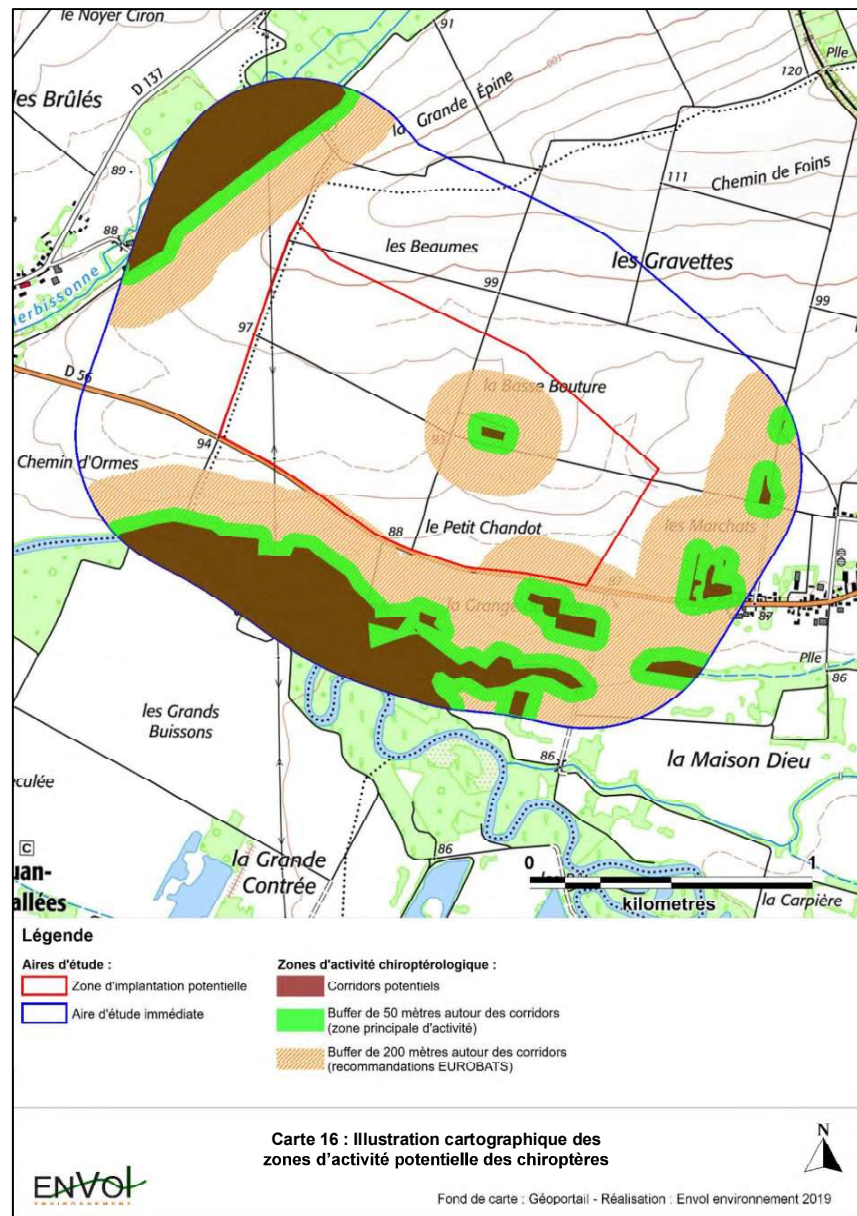 le Noyer Ciron
91
Plle
D 137
120
la Grande Épine
100
les Brûlés
97
89
Chemin de Foins
111
88
les Beaumes
les Gravettes
99
99
97
D 56
la Basse Bouture
94
93
Chemin d'Ormes
88
le Petit Chandot
les Marchats
87
87
la Grange
Plle
86
les Grands
Buissons
86
la Maison Dieu
C
la Grande
Contrée
86
0
1
kilomètres
la Carpière
Légende
Aires d'étude :
Zone d'implantation potentielle
Aire d'étude immédiate
Zones d'activité chiroptérologique :
Corridors potentiels
Buffer de 50 mètres autour des corridors
(zone principale d'activité)
Buffer de 200 mètres autour des corridors
(recommandations EUROBATS)
Carte 16 : Illustration cartographique des
zones d'activité potentielle des chiroptères
N
ENVOL
ENVIRONNEMENT
Fond de carte : Géoportail - Réalisation : Envol environnement 2019